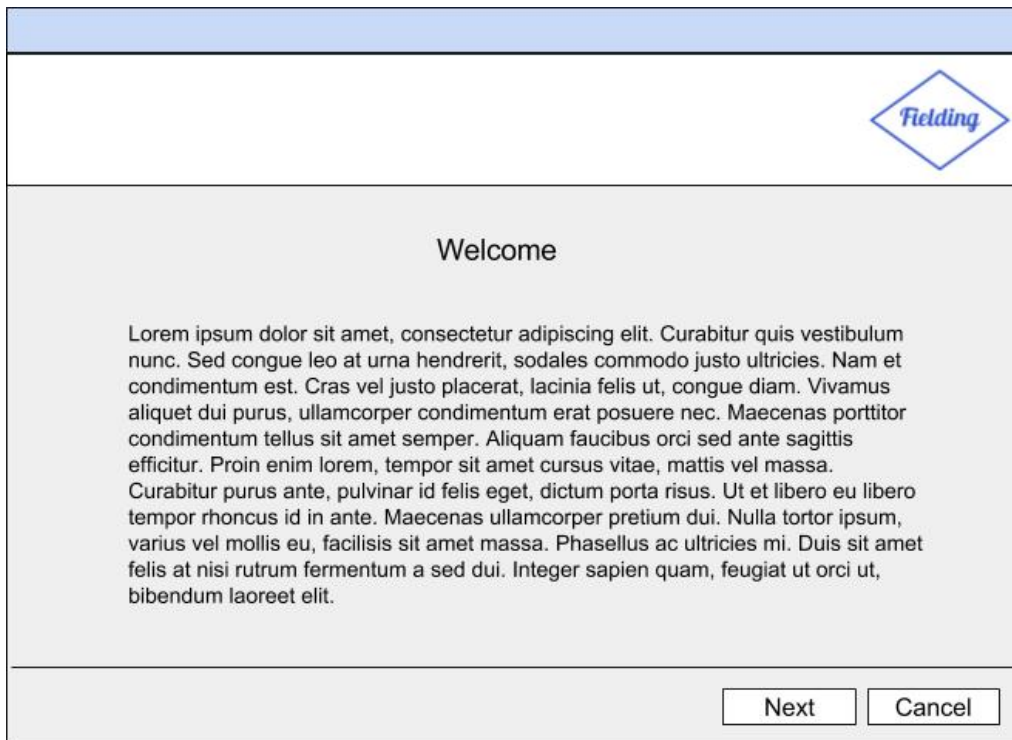 Fielding
Welcome
Lorem ipsum dolor sit amet, consectetur adipiscing elit. Curabitur quis vestibulum
nunc. Sed congue leo at urna hendrerit, sodales commodo justo ultricies. Nam et
condimentum est. Cras vel justo placerat, lacinia felis ut, congue diam. Vivamus
aliquet dui purus, ullamcorper condimentum erat posuere nec. Maecenas porttitor
condimentum tellus sit amet semper. Aliquam faucibus orci sed ante sagittis
efficitur. Proin enim lorem, tempor sit amet cursus vitae, mattis vel massa.
Curabitur purus ante, pulvinar id felis eget, dictum porta risus. Ut et libero eu libero
tempor rhoncus id in ante. Maecenas ullamcorper pretium dui. Nulla tortor ipsum,
varius vel mollis eu, facilisis sit amet massa. Phasellus ac ultricies mi. Duis sit amet
felis at nisi rutrum fermentum a sed dui. Integer sapien quam, feugiat ut orci ut,
bibendum laoreet elit.
Next Cancel